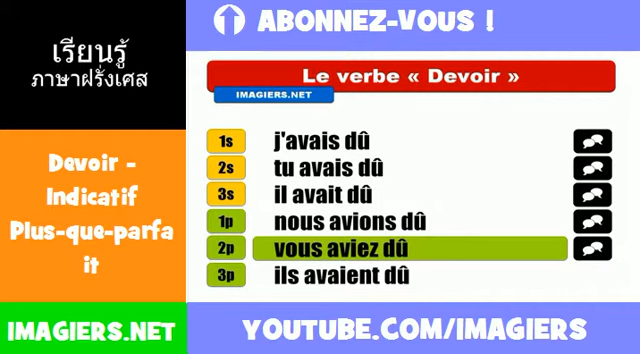 เรียนรู้
ภาษาฝรั่งเศส
Devoir -
Indicatif
Plus-que-parfa
it
IMAGIERS.NET
ABONNEZ-VOUS !
Le verbe « Devoir »
IMAGIERS.NET
1s j'avais dû
2s tu avais dû
3s il avait dû
1p nous avions dû
2p vous aviez dû
3p ils avaient dû
YOUTUBE.COM/IMAGIERS